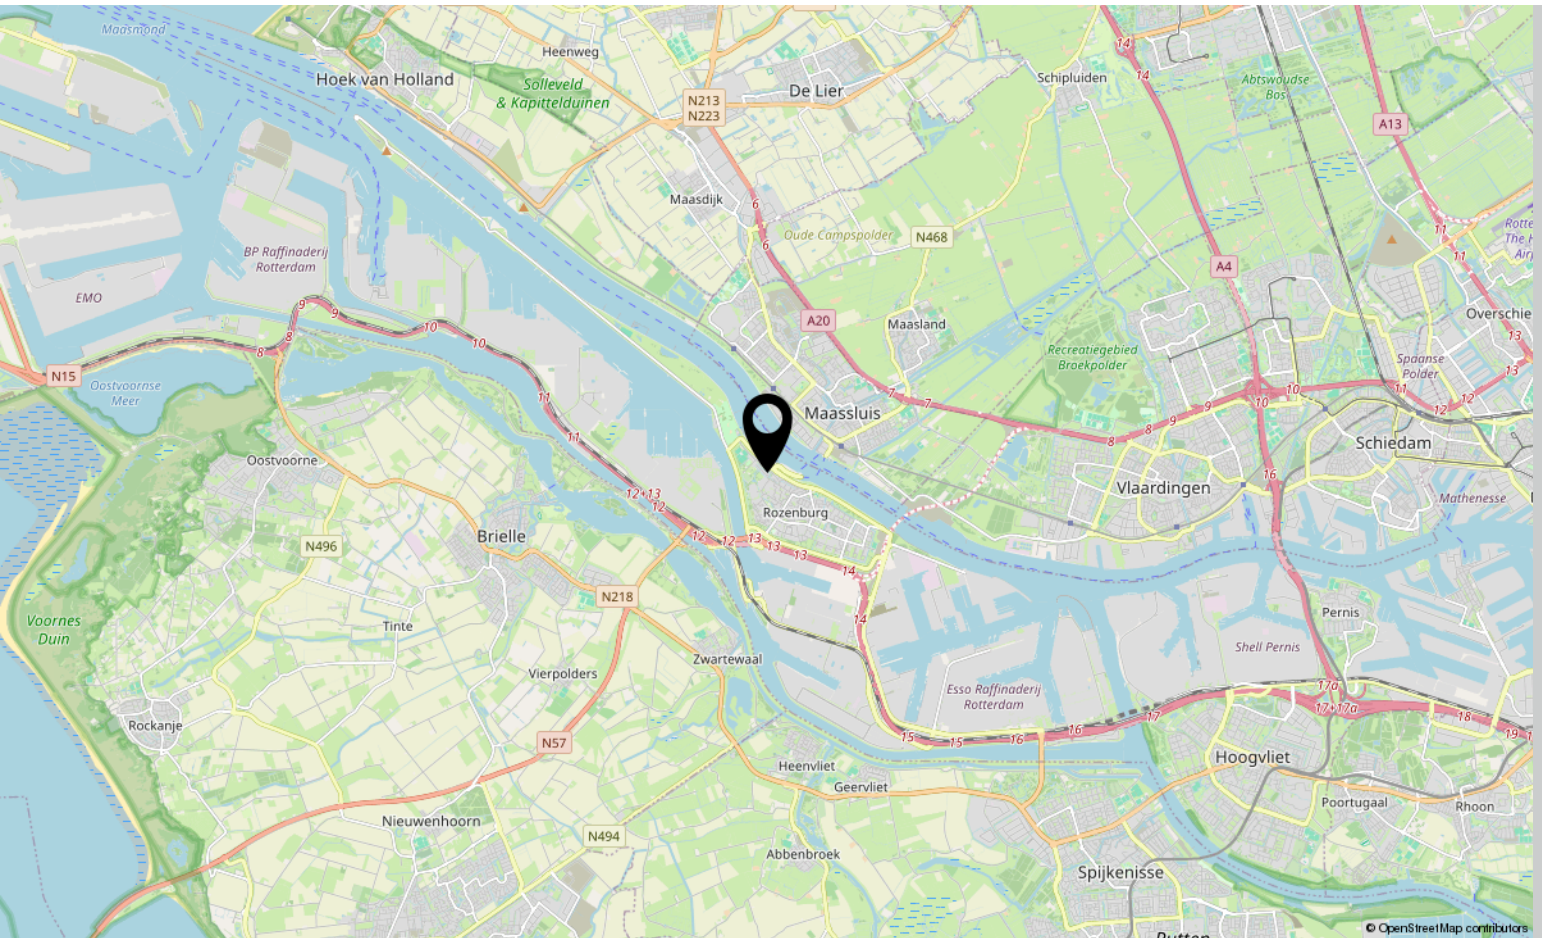 Maasmond
Heenweg
Hoek van Holland
Solleveld
& Kapittelduinen
De Lier
N213
N223
Schipluiden
Abtswoudse
Bos
14
14
A13
Maasdijk
6
6
Oude Campspolder
N468
11
11
Rotte
The H
Air
BP Raffinaderij
Rotterdam
EMO
A4
9
9
8
8
10
10
A20
Maasland
Overschie
13
13
Recreatiegebied
Broekpolder
Spaanse
Polder
N15
Oostvoornse
Meer
11
11
7
7
8
8
9
9
10
10
11
12
12
Maassluis
Schiedam
Oostvoorne
16
Vlaardingen
Mathenesse
12+13
12
12
12
13
13
13
14
14
Rozenburg
Brielle
N496
N218
Voornes
Duin
Tinte
Pernis
Zwartewaal
Shell Pernis
Vierpolders
Esso Raffinaderij
Rotterdam
17a
17+17a
Rockanje
15
15
16
16
17
18
19
N57
Hoogvliet
Heenvliet
Geervliet
Poortugaal
Rhoon
Nieuwenhoorn
N494
Abbenbroek
Spijkenisse
© OpenStreetMap contributors